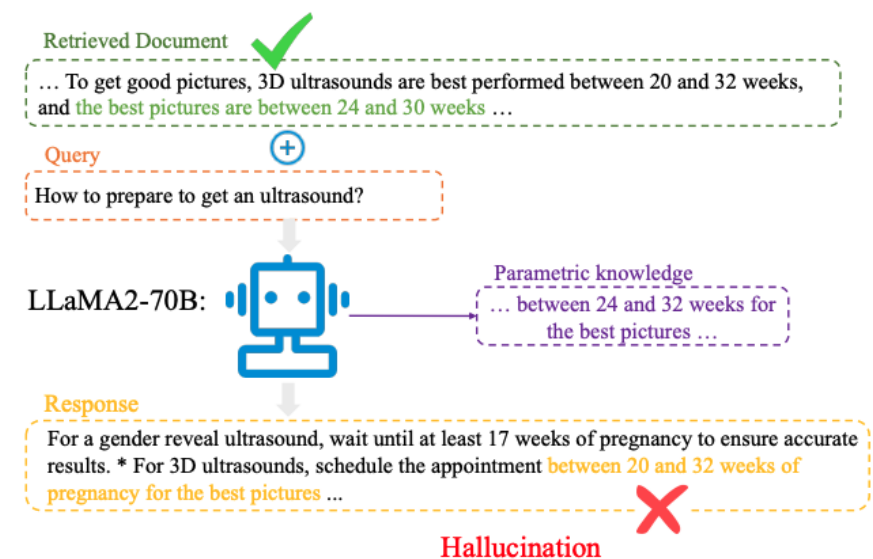 Retrieved Document
… To get good pictures, 3D ultrasounds are best performed between 20 and 32 weeks,
and the best pictures are between 24 and 30 weeks …
Query
How to prepare to get an ultrasound?
LLaMA2-70B:
Parametric knowledge
… between 24 and 32 weeks for
the best pictures …
Response
For a gender reveal ultrasound, wait until at least 17 weeks of pregnancy to ensure accurate
results. * For 3D ultrasounds, schedule the appointment between 20 and 32 weeks of
pregnancy for the best pictures ...
Hallucination